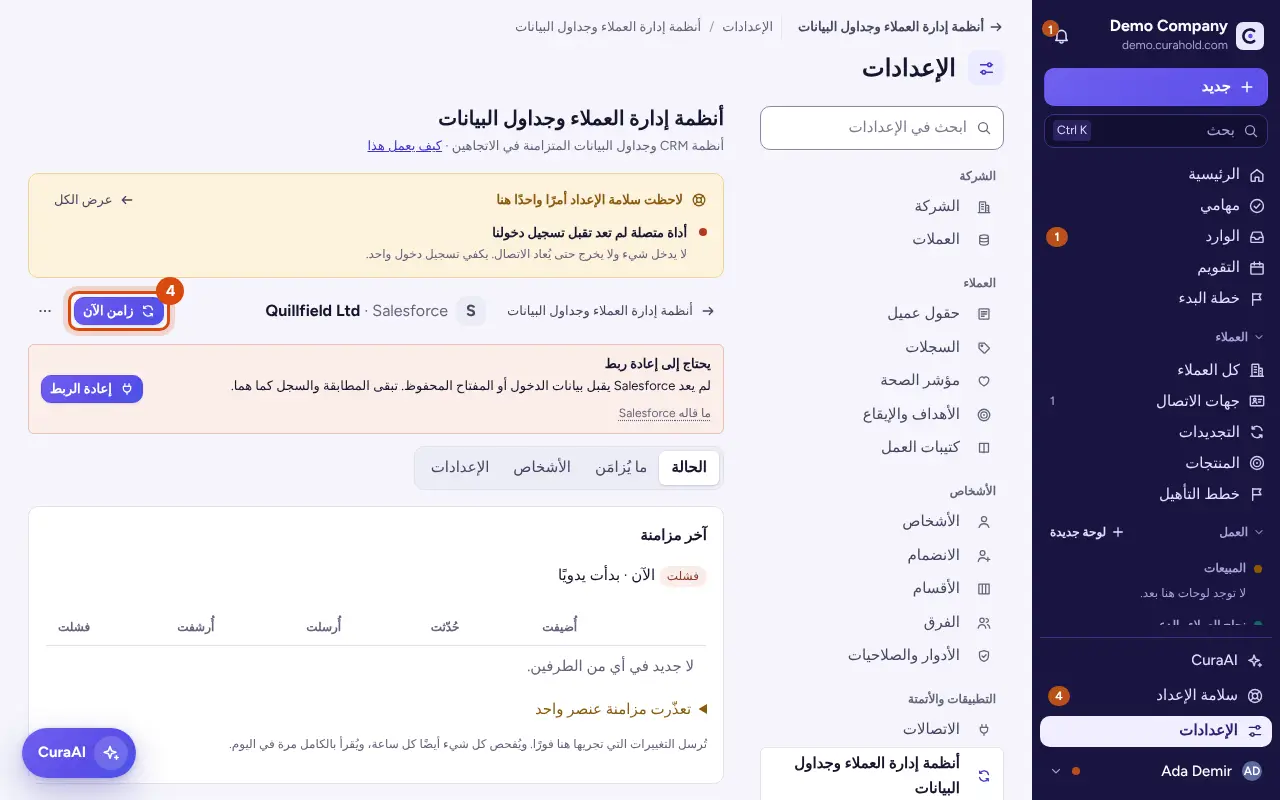 Demo Company
demo.curahold.com
1
جديد
بحث
Ctrl K
الرئيسية
مهامي
الوارد
1
التقويم
خطة البدء
العملاء
كل العملاء
جهات الاتصال
1
التجديدات
المنتجات
خطط التأهيل
العمل
لوحة جديدة
المبيعات
لا توجد لوحات هنا بعد.
CuraAI
سلامة الإعداد
4
الإعدادات
AD
Ada Demir
أنظمة إدارة العملاء وجداول البيانات
الإعدادات / أنظمة إدارة العملاء وجداول البيانات
الإعدادات
ابحث في الإعدادات
الشركة
الشركة
العملات
العملاء
حقول عميل
السجلات
مؤشر الصحة
الأهداف والإيقاع
كتيبات العمل
الأشخاص
الأشخاص
الانضمام
الأقسام
الفرق
الأدوار والصلاحيات
التطبيقات والأتمتة
الاتصالات
أنظمة إدارة العملاء وجداول
البيانات
أنظمة إدارة العملاء وجداول البيانات
أنظمة CRM وجداول البيانات المتزامنة في الاتجاهين · كيف يعمل هذا
لاحظت سلامة الإعداد أمرًا واحدًا هنا
عرض الكل
أداة متصلة لم تعد تقبل تسجيل دخولنا
لا يدخل شيء ولا يخرج حتى يُعاد الاتصال. يكفي تسجيل دخول واحد.
أنظمة إدارة العملاء وجداول البيانات
S
Quillfield Ltd · Salesforce
4
زامن الآن
يحتاج إلى إعادة ربط
لم يعد Salesforce يقبل بيانات الدخول أو المفتاح المحفوظ. تبقى المطابقة والسجل كما هما.
ما قاله Salesforce
إعادة الربط
الحالة
ما يُزامَن
الأشخاص
الإعدادات
آخر مزامنة
فشلت
الآن · بدأت يدويًا
أُضيفت
حُدّثت
أُرسلت
أُرشفت
فشلت
لا جديد في أي من الطرفين.
تعذّرت مزامنة عنصر واحد
تُرسل التغييرات التي تجريها هنا فورًا. ويُفحص كل شيء أيضًا كل ساعة، ويُقرأ بالكامل مرة في اليوم.
CuraAI